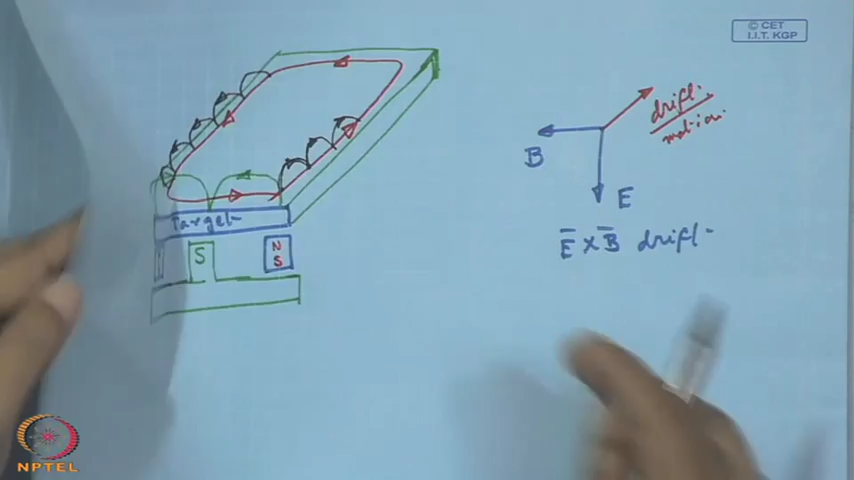 © CET
I.I.T. KGP
drift
motion
B
E
E̅ X B̅ drift
Target
S
N
S
NPTEL